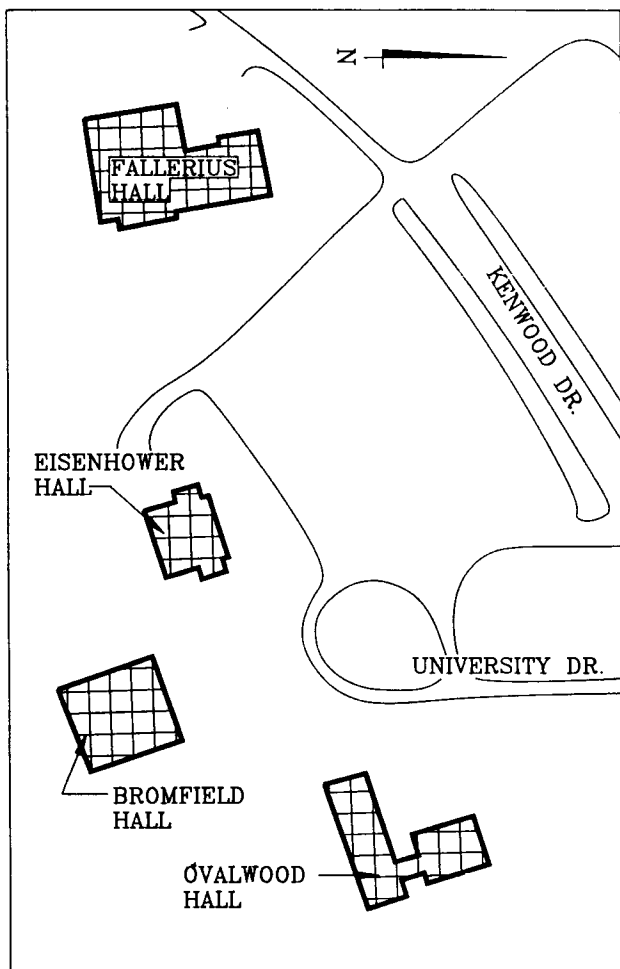 N
FALLERIUS
HALL
KENWOOD DR.
EISENHOWER
HALL
UNIVERSITY DR.
BROMFIELD
HALL
OVALWOOD
HALL